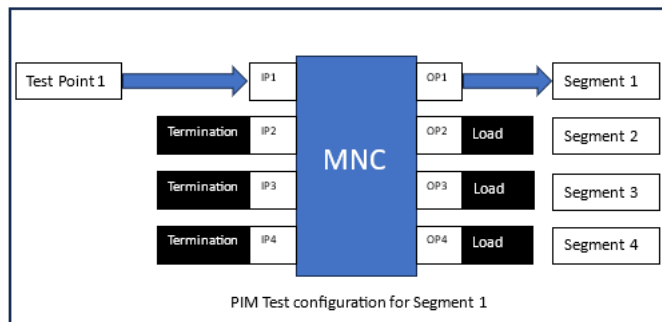 Test Point 1 IP1 OP1 Segment 1
Termination IP2 OP2 Load Segment 2
MNC
Termination IP3 OP3 Load Segment 3
Termination IP4 OP4 Load Segment 4
PIM Test configuration for Segment 1